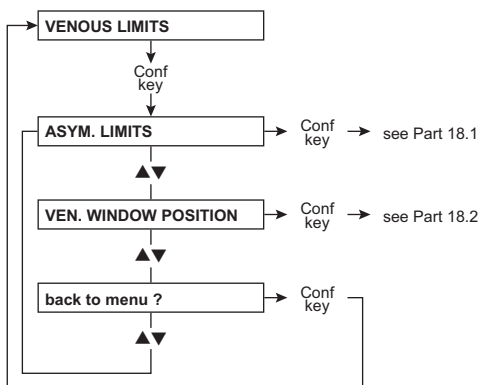 VENOUS LIMITS
Conf
key
ASYM. LIMITS
Conf
key
see Part 18.1
▲▼
VEN. WINDOW POSITION
Conf
key
see Part 18.2
▲▼
back to menu ?
Conf
key
▲▼